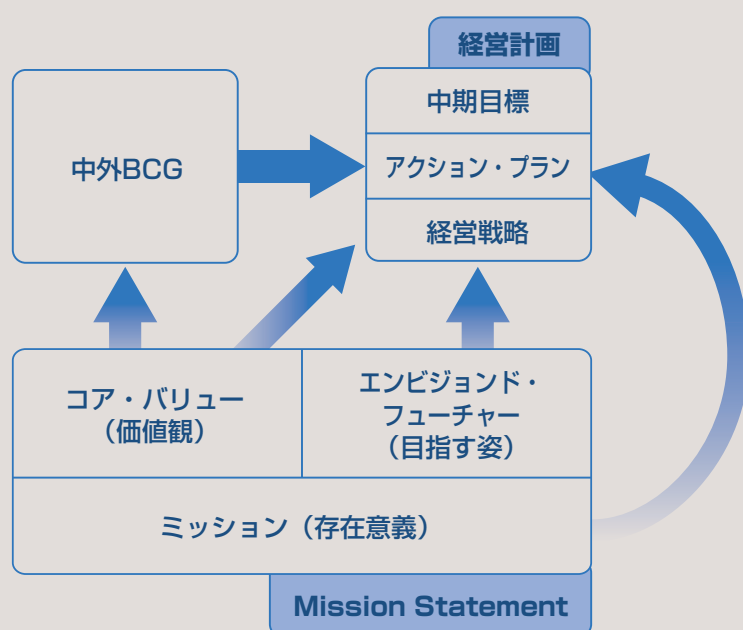 経営計画
中期目標
アクション・プラン
経営戦略
中外BCG
コア・バリュー
（価値観）
エンビジョンド・
フューチャー
（目指す姿）
ミッション（存在意義）
Mission Statement